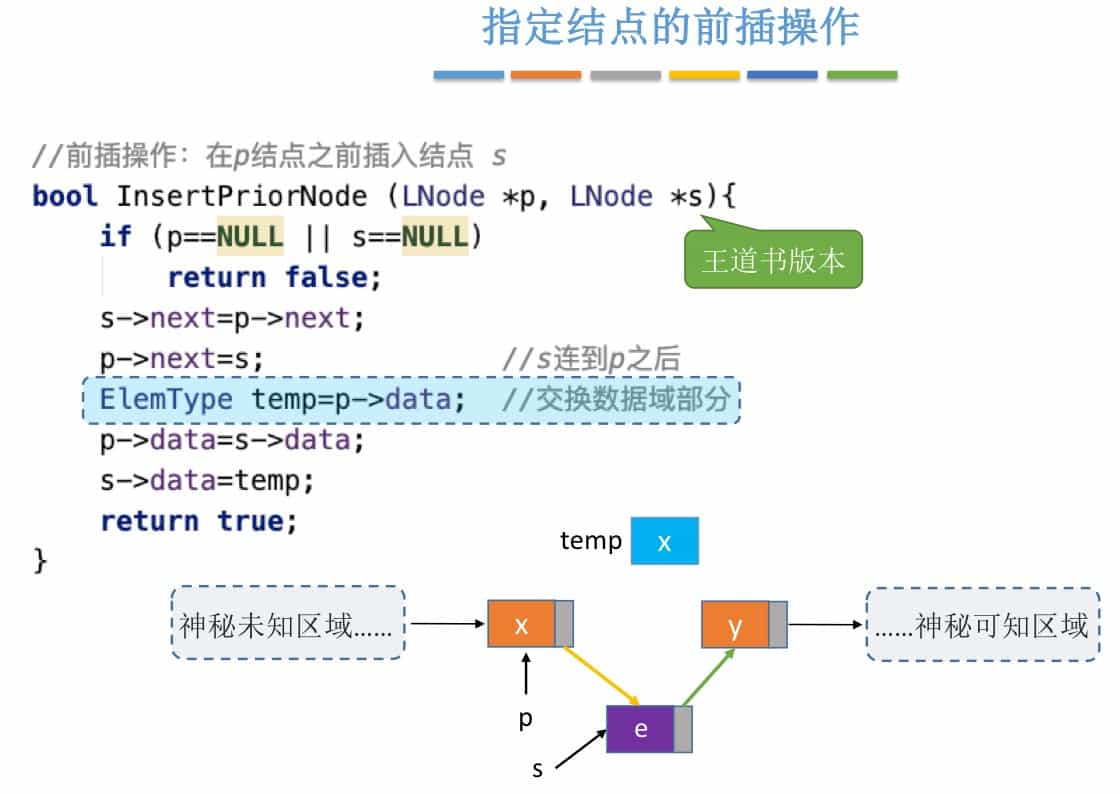 指定结点的前插操作
//前插操作：在p结点之前插入结点 s
bool InsertPriorNode (LNode *p, LNode *s){
if (p==NULL || s==NULL)
return false;
王道书版本
s->next=p->next;
p->next=s; //s连到p之后
ElemType temp=p->data; //交换数据域部分
p->data=s->data;
s->data=temp;
return true;
}
temp x
神秘未知区域…… x y ……神秘可知区域
p
e
s